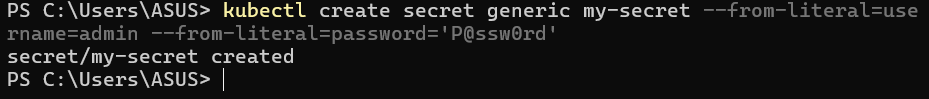 PS C:\Users\ASUS> kubectl create secret generic my-secret --from-literal=use
rname=admin --from-literal=password='P@ssw0rd'
secret/my-secret created
PS C:\Users\ASUS>